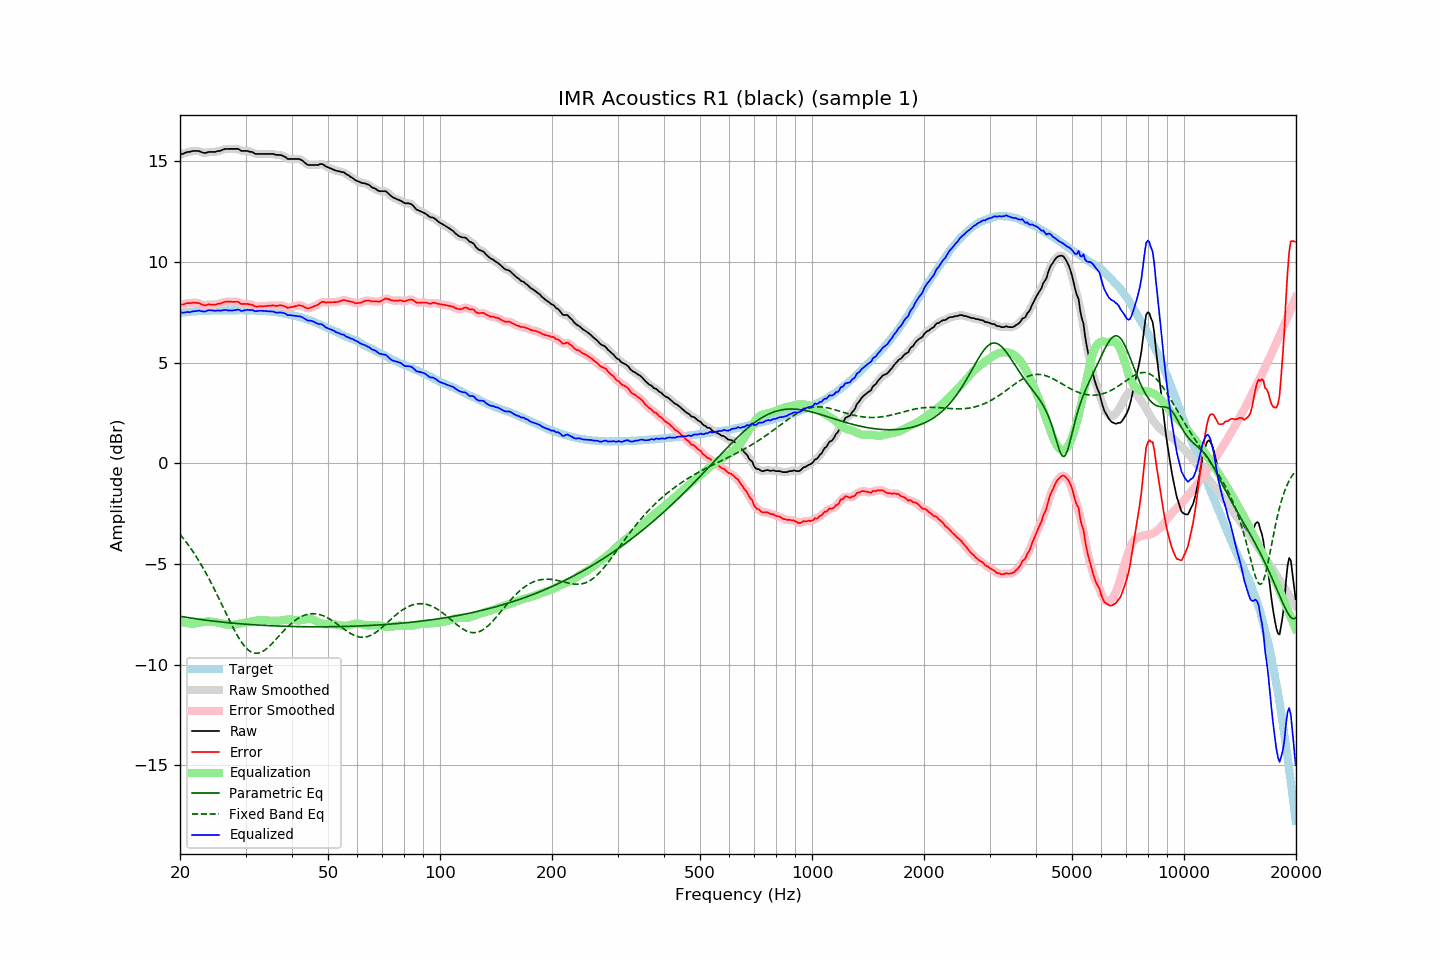 IMR Acoustics R1 (black) (sample 1)
Amplitude (dBr)
15
10
5
0
−5
−10
−15
Target
Raw Smoothed
Error Smoothed
Raw
Error
Equalization
Parametric Eq
Fixed Band Eq
Equalized
20
50
100
200
500
1000
2000
5000
10000
20000
Frequency (Hz)